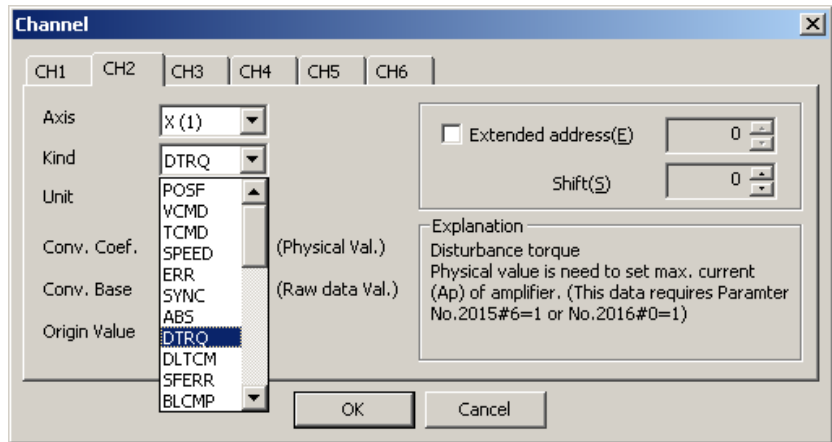 Channel
CH1 CH2 CH3 CH4 CH5 CH6
Axis X (1)
Kind DTRQ
Unit
Conv. Coef. (Physical Val.)
Conv. Base (Raw data Val.)
Origin Value
POSF
VCMD
TCMD
SPEED
ERR
SYNC
ABS
DTRQ
DLTCM
SFERR
BLCMP
Extended address(E) 0
Shift(S) 0
Explanation
Disturbance torque
Physical value is need to set max. current
(Ap) of amplifier. (This data requires Paramter
No.2015#6=1 or No.2016#0=1)
OK Cancel